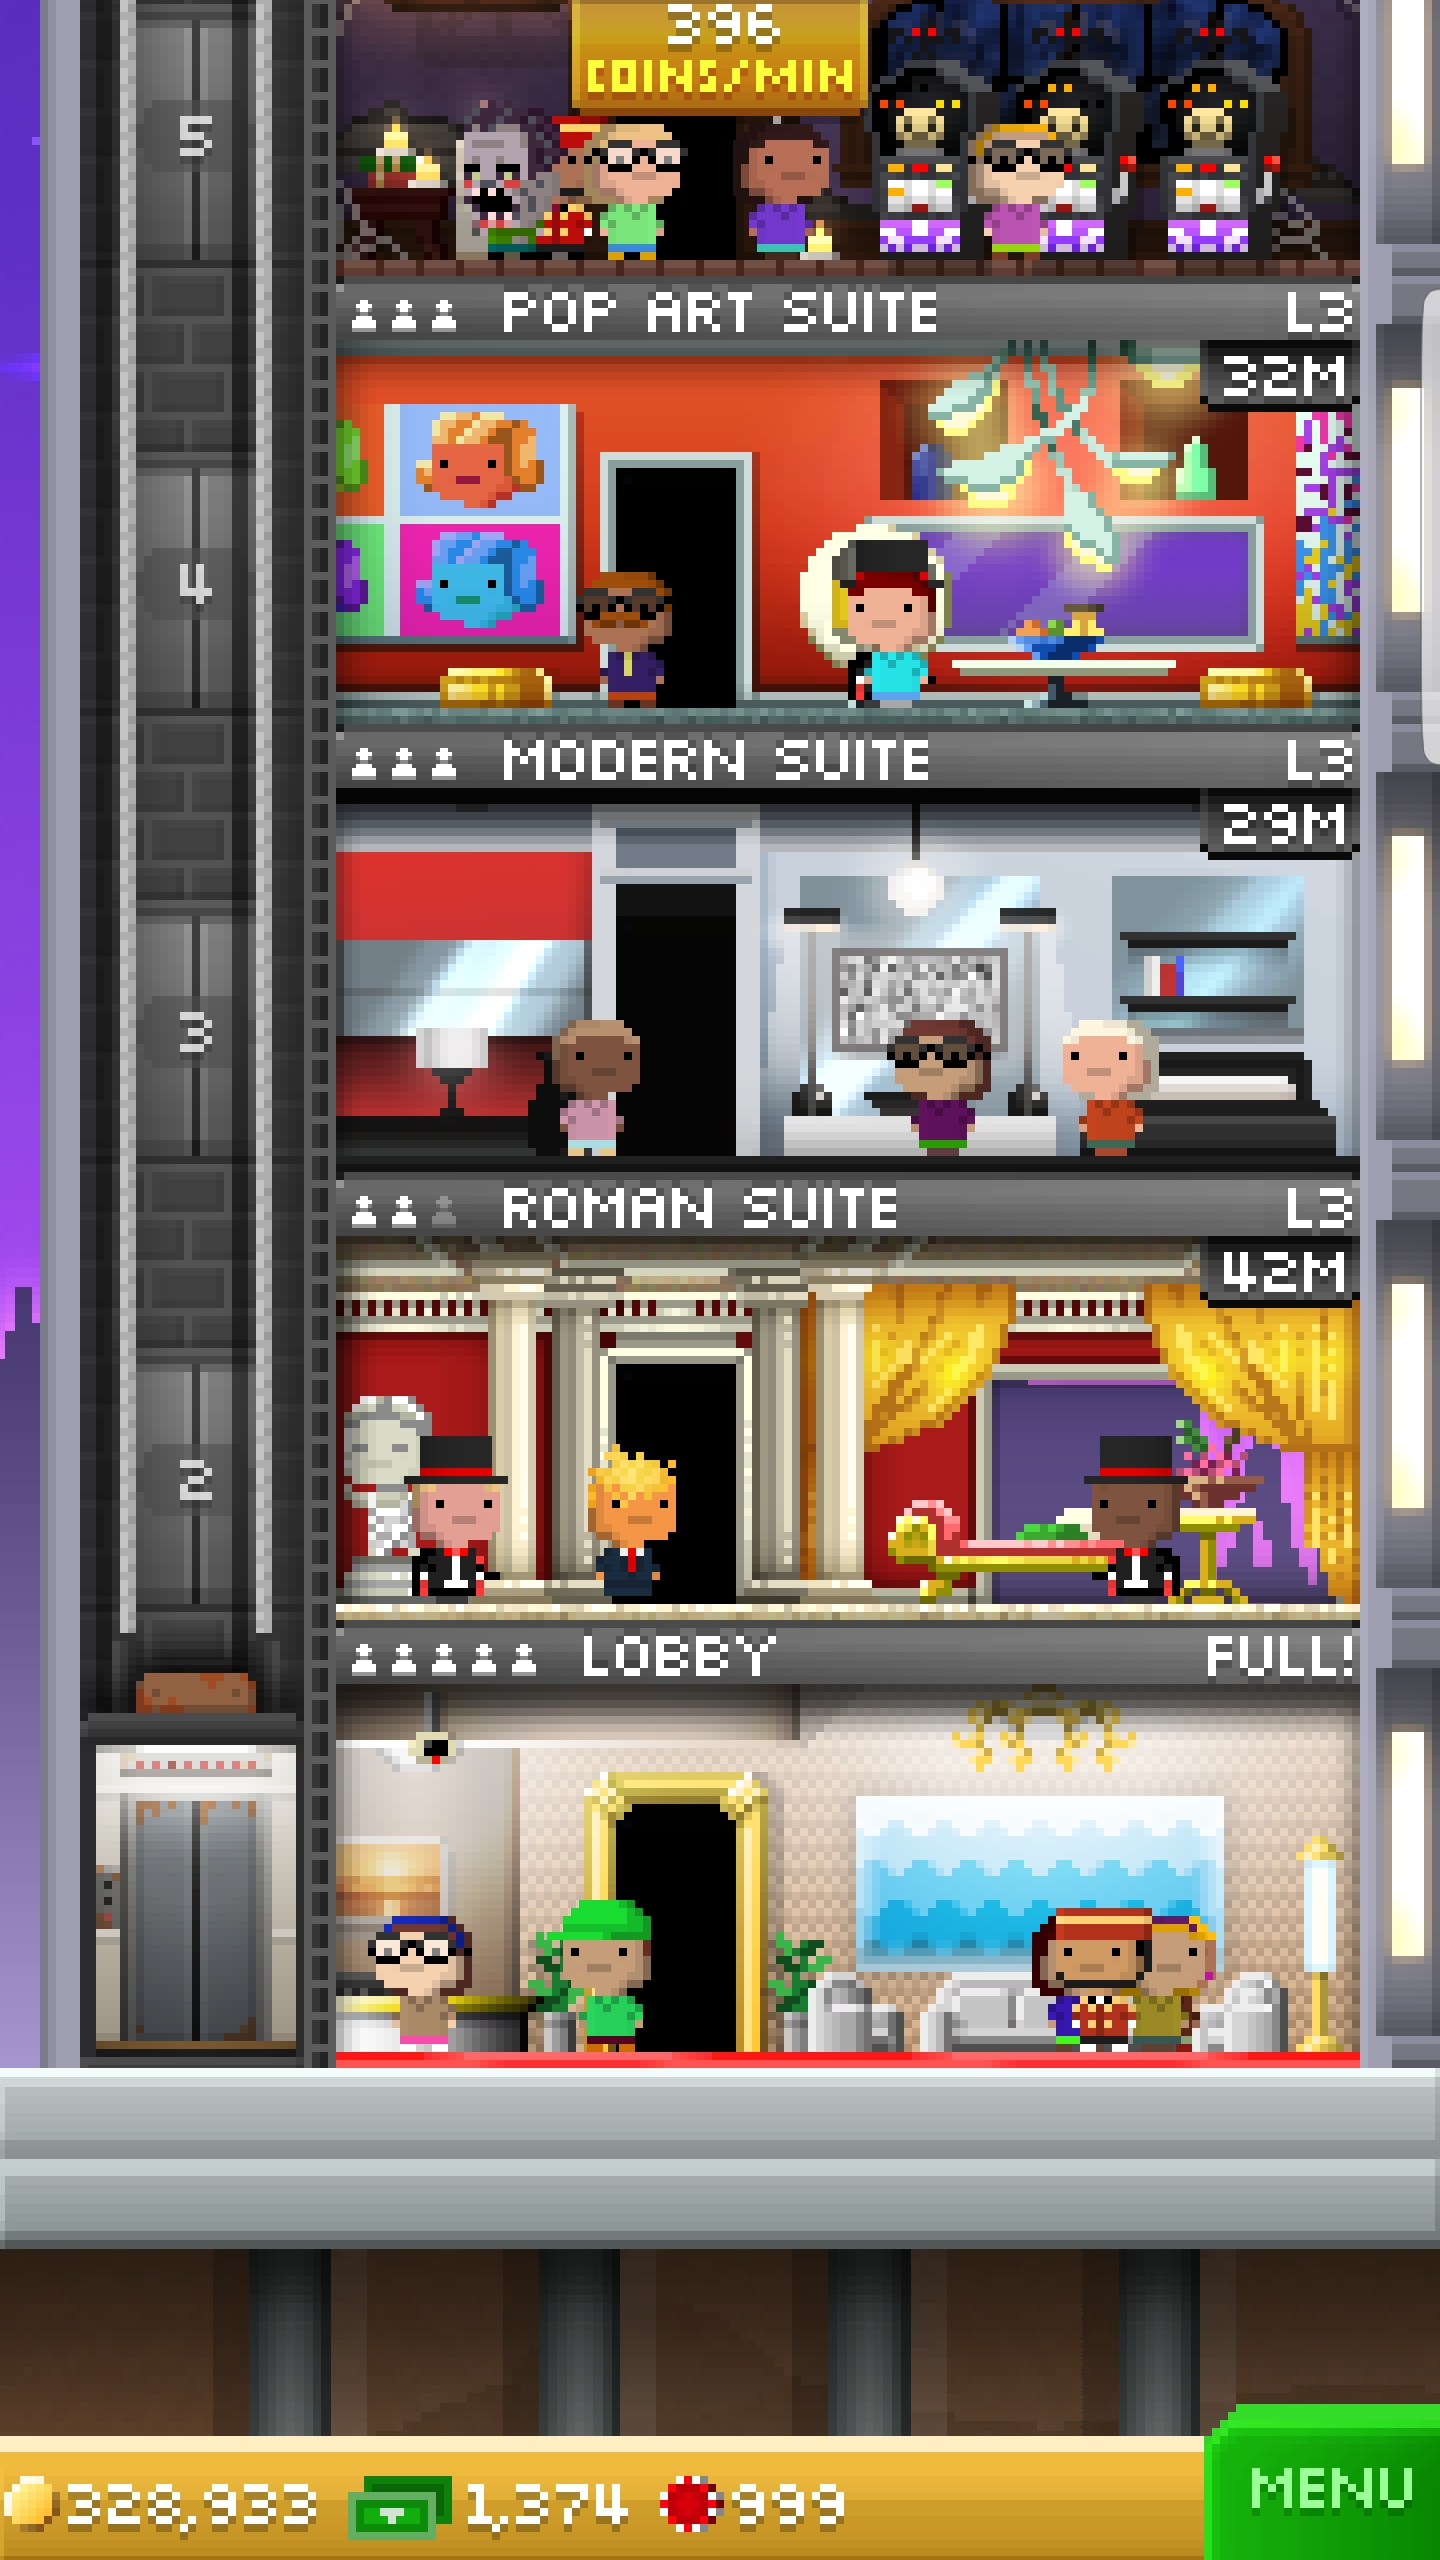 396
COINS/MIN
5
POP ART SUITE L3
32M
4
MODERN SUITE L3
29M
3
ROMAN SUITE L3
42M
2
LOBBY FULL!
328,933 1,374 999 MENU